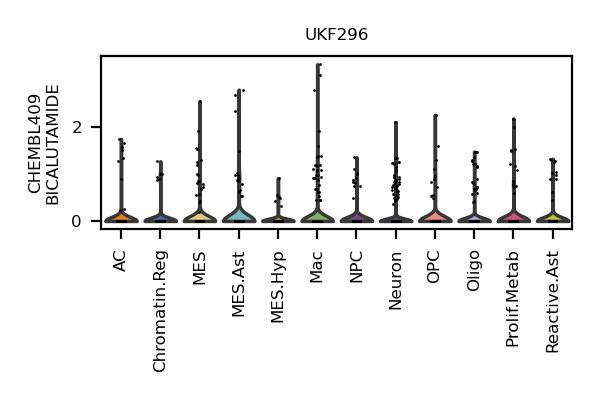 UKF296
CHEMBL409
BICALUTAMIDE
2
0
AC
Chromatin.Reg
MES
MES.Ast
MES.Hyp
Mac
NPC
Neuron
OPC
Oligo
Prolif.Metab
Reactive.Ast